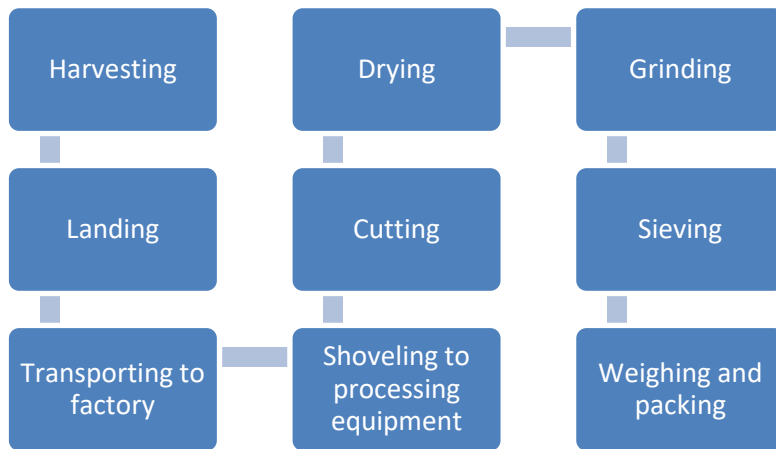 Harvesting
Landing
Transporting to
factory
Shoveling to
processing
equipment
Cutting
Drying
Grinding
Sieving
Weighing and
packing